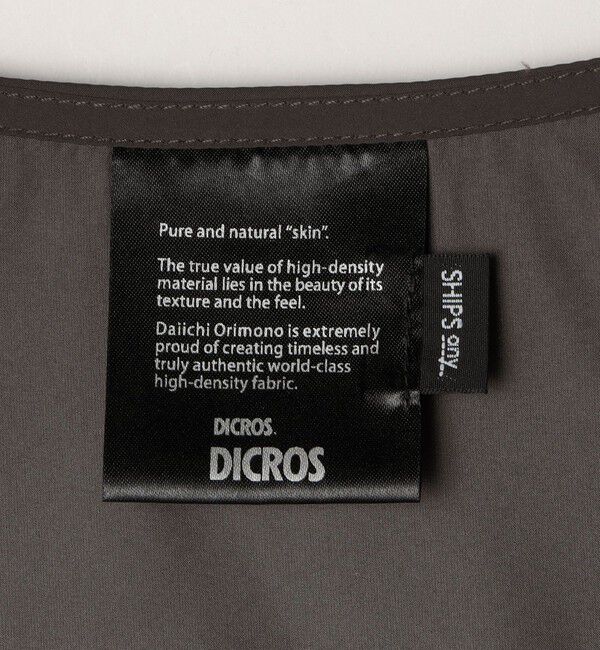 Pure and natural “skin”.
The true value of high-density
material lies in the beauty of its
texture and the feel.
Daiichi Orimono is extremely
proud of creating timeless and
truly authentic world-class
high-density fabric.
DICROS.
DICROS
SHIPS any.